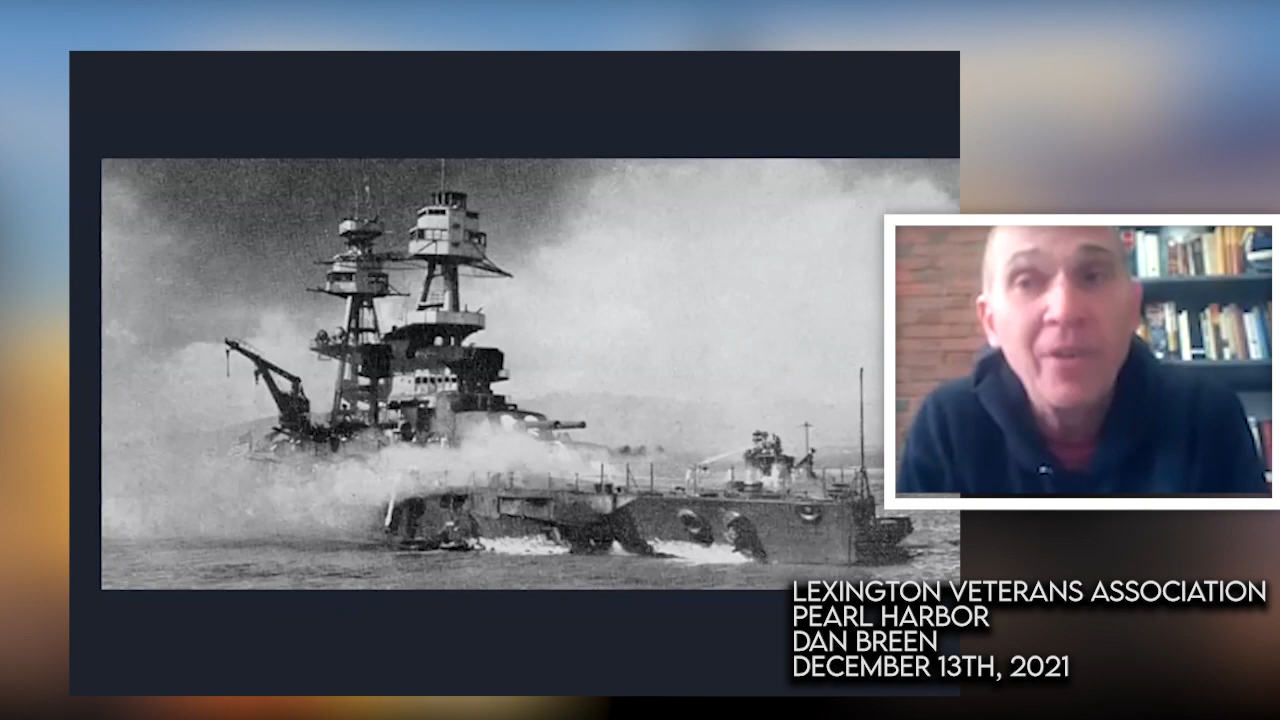 LEXINGTON VETERANS ASSOCIATION
PEARL HARBOR
DAN BREEN
DECEMBER 13TH, 2021